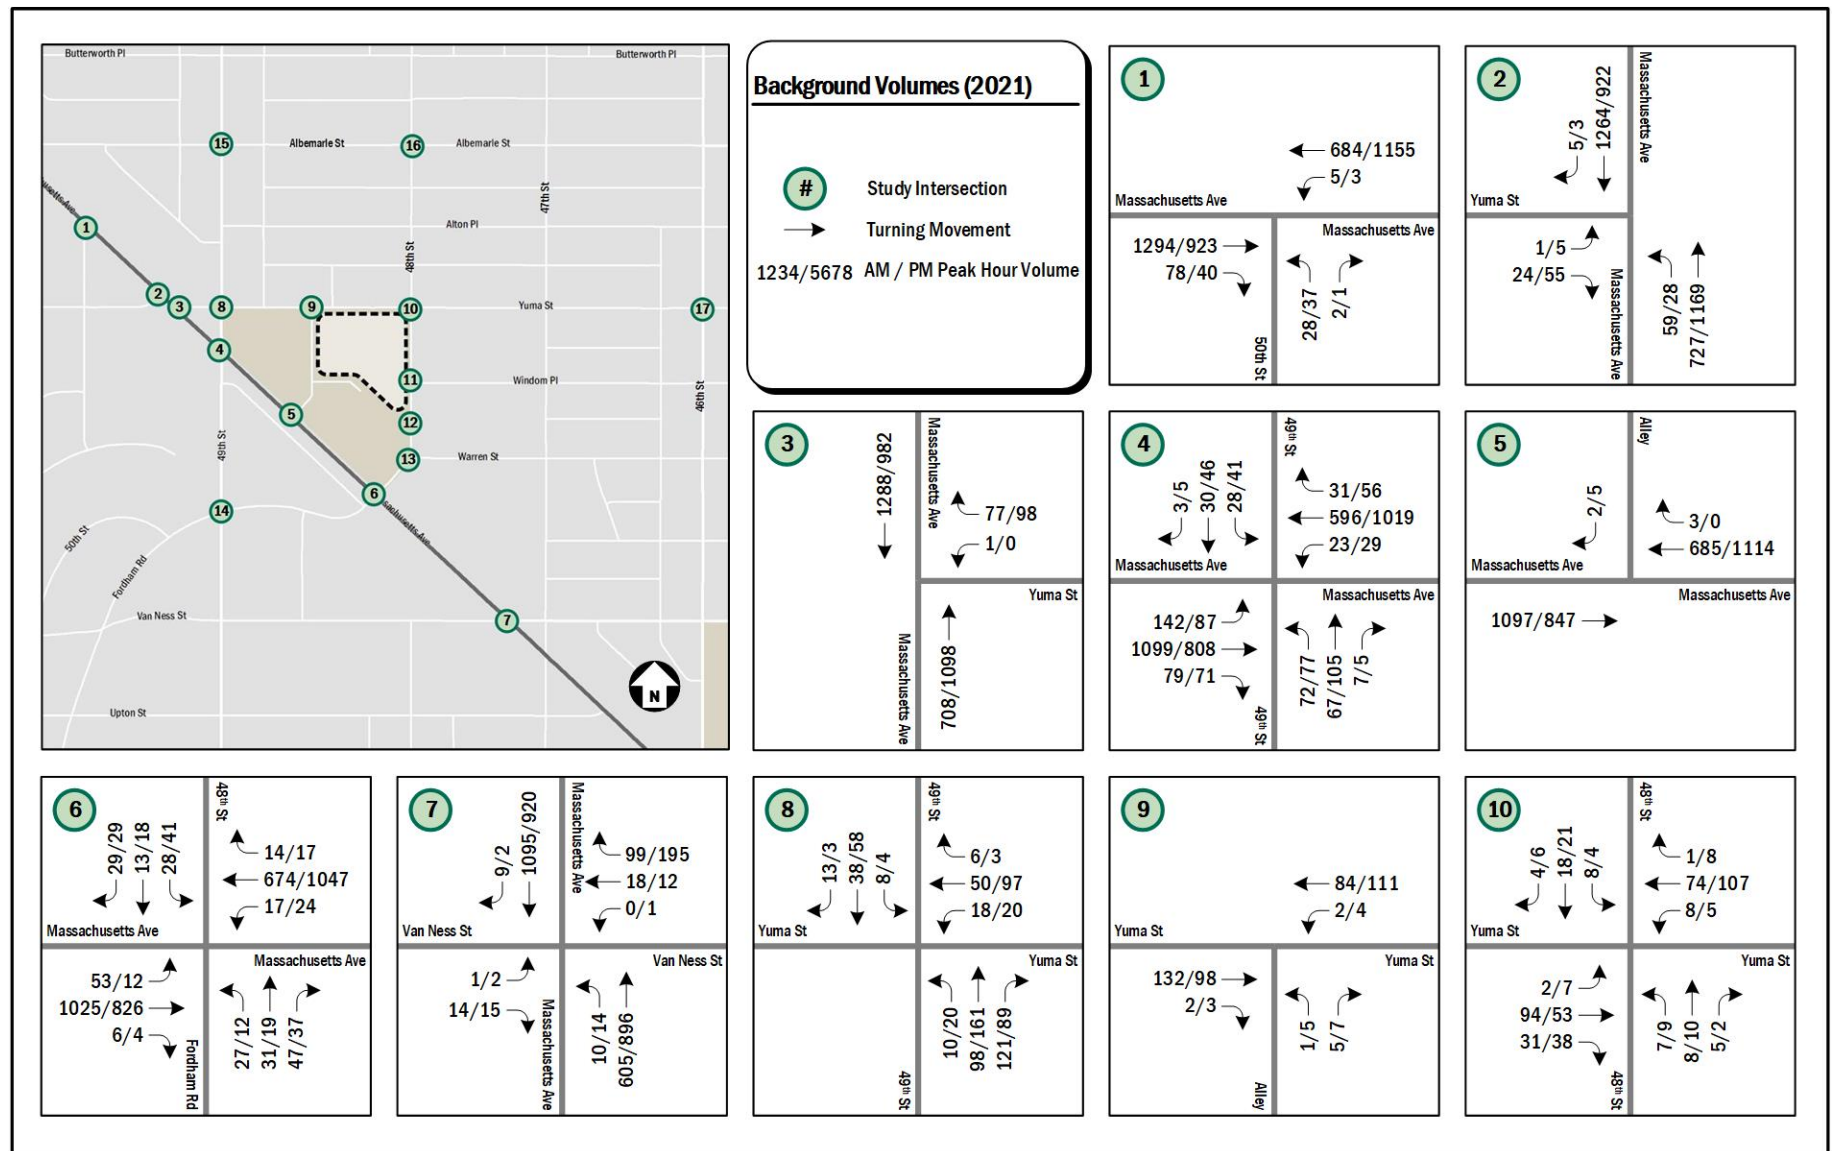 Butterworth Pl
Butterworth Pl
15
Albemarle St
16
Albemarle St
47th St
1
Alton Pl
48th St
2
3
8
9
10
Yuma St
17
4
11
Windom Pl
46th St
5
12
49th St
13
Warren St
6
14
50th St
Fordham Rd
Van Ness St
7
N
Upton St
Background Volumes (2021)
#
Study Intersection
Turning Movement
1234/5678
AM / PM Peak Hour Volume
1
684/1155
5/3
Massachusetts Ave
Massachusetts Ave
1294/923
78/40
28/37
2/1
50th St
2
5/3
1264/922
Massachusetts Ave
Yuma St
1/5
24/55
Massachusetts Ave
59/28
727/1169
3
1288/982
Massachusetts Ave
77/98
1/0
Yuma St
Massachusetts Ave
708/1098
4
3/5
30/46
28/41
49th St
31/56
596/1019
23/29
Massachusetts Ave
Massachusetts Ave
142/87
1099/808
79/71
49th St
72/77
67/105
7/5
5
2/5
Alley
3/0
685/1114
Massachusetts Ave
Massachusetts Ave
1097/847
6
29/29
13/18
28/41
48th St
14/17
674/1047
17/24
Massachusetts Ave
Massachusetts Ave
53/12
1025/826
6/4
Fordham Rd
27/12
31/19
47/37
7
9/2
1095/920
Massachusetts Ave
99/195
18/12
0/1
Van Ness St
Van Ness St
1/2
14/15
Massachusetts Ave
10/14
605/896
8
13/3
38/58
8/4
49th St
6/3
50/97
18/20
Yuma St
Yuma St
49th St
10/20
98/161
121/89
9
84/111
2/4
Yuma St
Yuma St
132/98
2/3
Alley
1/5
5/7
10
4/6
18/21
8/4
48th St
1/8
74/107
8/5
Yuma St
Yuma St
2/7
94/53
31/38
48th St
7/9
8/10
5/2